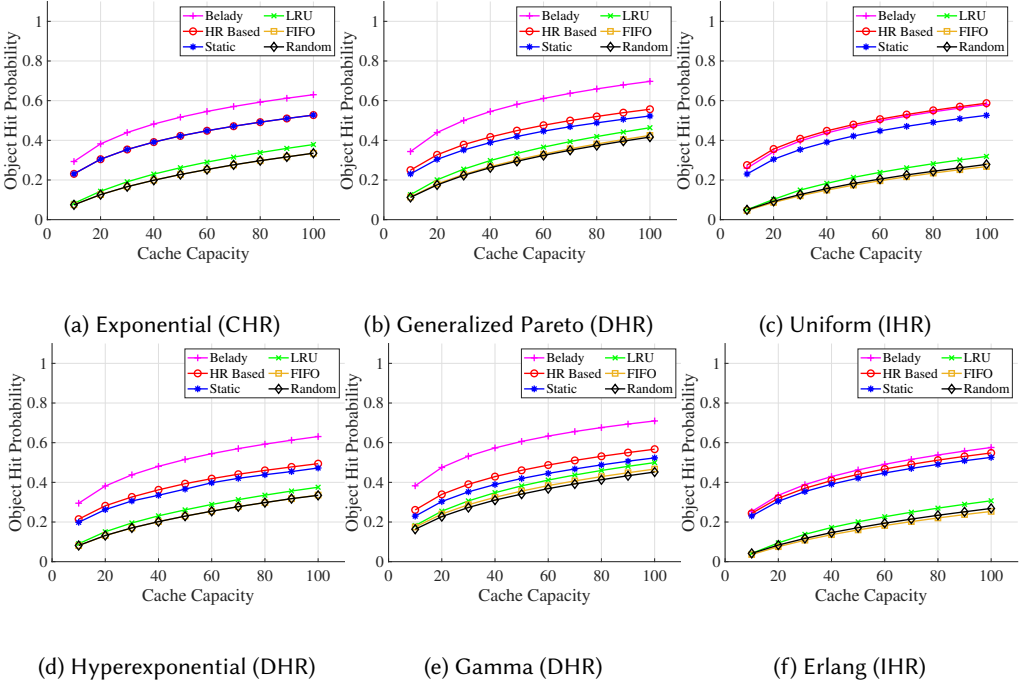 Object Hit Probability
1
0.8
0.6
0.4
0.2
0
Belady
HR Based
Static
LRU
FIFO
Random
20 40 60 80 100
Cache Capacity
(a) Exponential (CHR)
Object Hit Probability
1
0.8
0.6
0.4
0.2
0
Belady
HR Based
Static
LRU
FIFO
Random
20 40 60 80 100
Cache Capacity
(b) Generalized Pareto (DHR)
Object Hit Probability
1
0.8
0.6
0.4
0.2
0
Belady
HR Based
Static
LRU
FIFO
Random
20 40 60 80 100
Cache Capacity
(c) Uniform (IHR)
Object Hit Probability
1
0.8
0.6
0.4
0.2
0
Belady
HR Based
Static
LRU
FIFO
Random
20 40 60 80 100
Cache Capacity
(d) Hyperexponential (DHR)
Object Hit Probability
1
0.8
0.6
0.4
0.2
0
Belady
HR Based
Static
LRU
FIFO
Random
20 40 60 80 100
Cache Capacity
(e) Gamma (DHR)
Object Hit Probability
1
0.8
0.6
0.4
0.2
0
Belady
HR Based
Static
LRU
FIFO
Random
20 40 60 80 100
Cache Capacity
(f) Erlang (IHR)